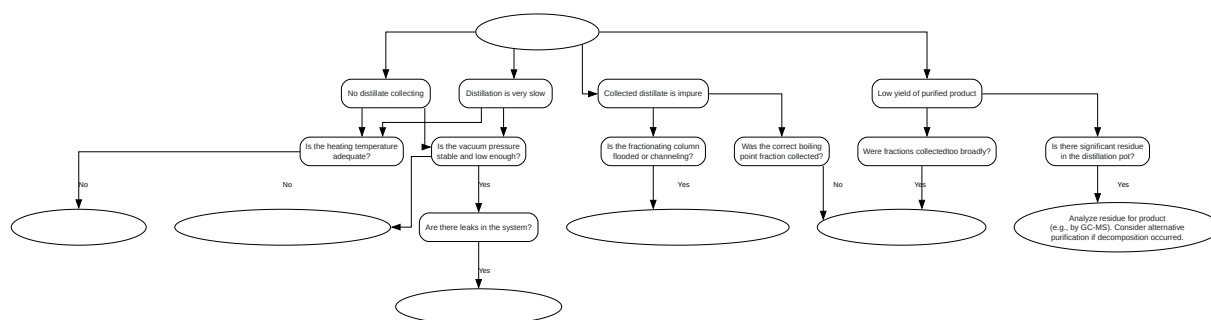 No distillate collecting
Distillation is very slow
Collected distillate is impure
Low yield of purified product
Is the heating temperature
adequate?
Is the vacuum pressure
stable and low enough?
Is the fractionating column
flooded or channeling?
Was the correct boiling
point fraction collected?
Were fractions collectedtoo broadly?
Is there significant residue
in the distillation pot?
No
No
Yes
Yes
No
Yes
Yes
Are there leaks in the system?
Analyze residue for product
(e.g., by GC-MS). Consider alternative
purification if decomposition occurred.
Yes